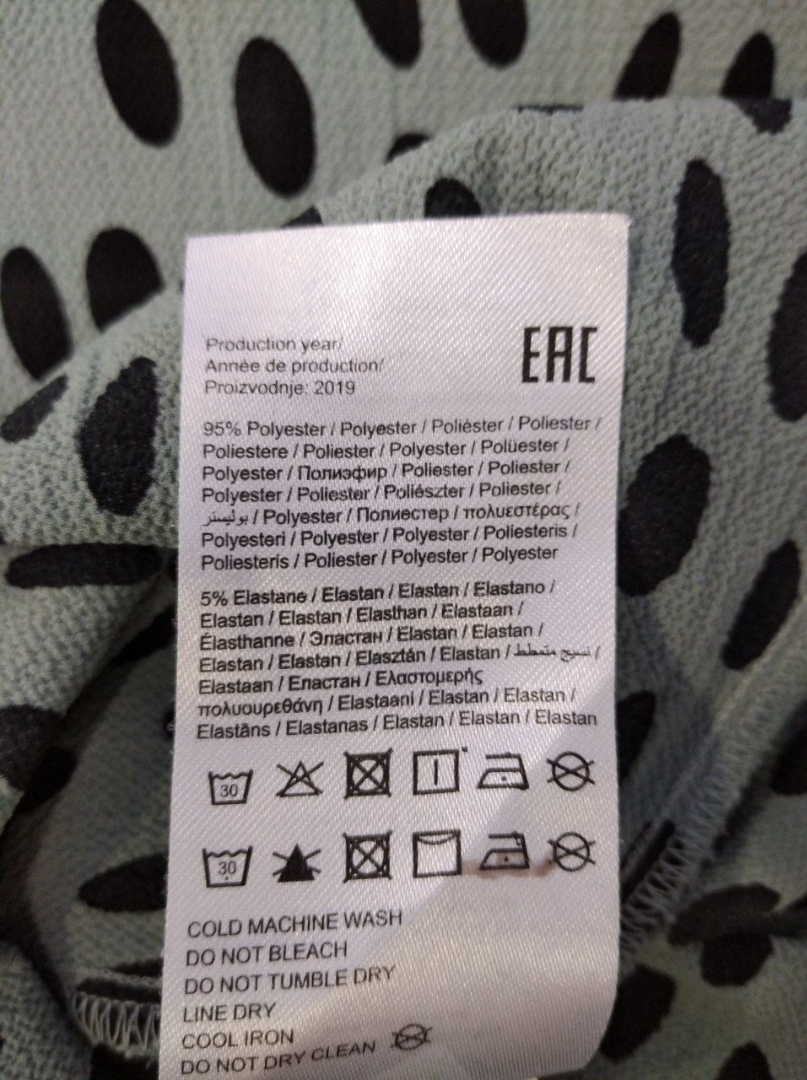 Production year/
Année de production/
Proizvodnje: 2019
EAC
95% Polyester / Polyester / Poliéster / Poliester /
Poliestere / Poliester / Polyester / Polüester /
Polyester / Полиэфир / Poliester / Poliester /
Polyester / Poliester / Poliészter / Poliester /
بوليستر / Polyester / Полиестер / πολυεστέρας /
Polyesteri / Polyester / Polyester / Poliesteris /
Poliesteris / Poliester / Polyester / Polyester
5% Elastane / Elastan / Elastan / Elastano /
Elastan / Elastan / Elasthan / Elastaan /
Élasthanne / Эластан / Elastan / Elastan /
Elastan / Elastan / Elasztán / Elastan / نسيج متمطط /
Elastaan / Еластан / Ελαστομερής
πολυουρεθάνη / Elastaani / Elastan / Elastan /
Elastāns / Elastanas / Elastan / Elastan / Elastan
30
30
COLD MACHINE WASH
DO NOT BLEACH
DO NOT TUMBLE DRY
LINE DRY
COOL IRON
DO NOT DRY CLEAN